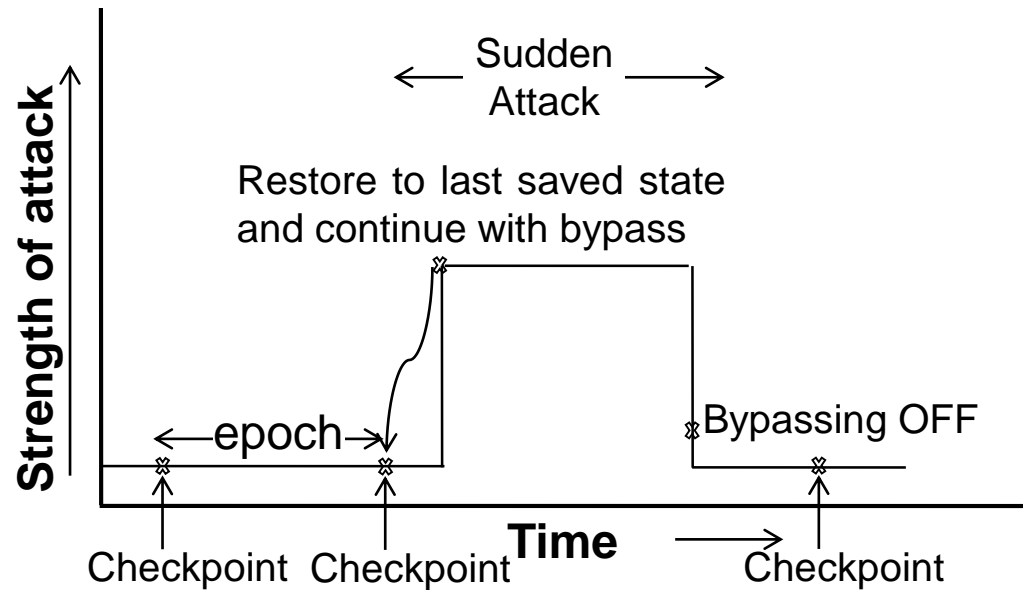 Sudden
Attack
Strength of attack
Restore to last saved state
and continue with bypass
epoch
Bypassing OFF
Time
Checkpoint
Checkpoint
Checkpoint